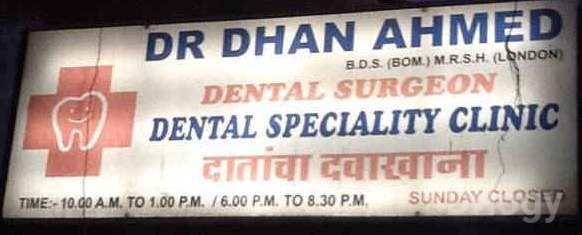 DR DHAN AHMED
B.D.S. (BOM.) M.R.S.H. (LONDON)
DENTAL SURGEON
DENTAL SPECIALITY CLINIC
दातांचा दवाखाना
TIME:- 10.00 A.M. TO 1.00 P.M. / 6.00 P.M. TO 8.30 P.M. SUNDAY CLOSED